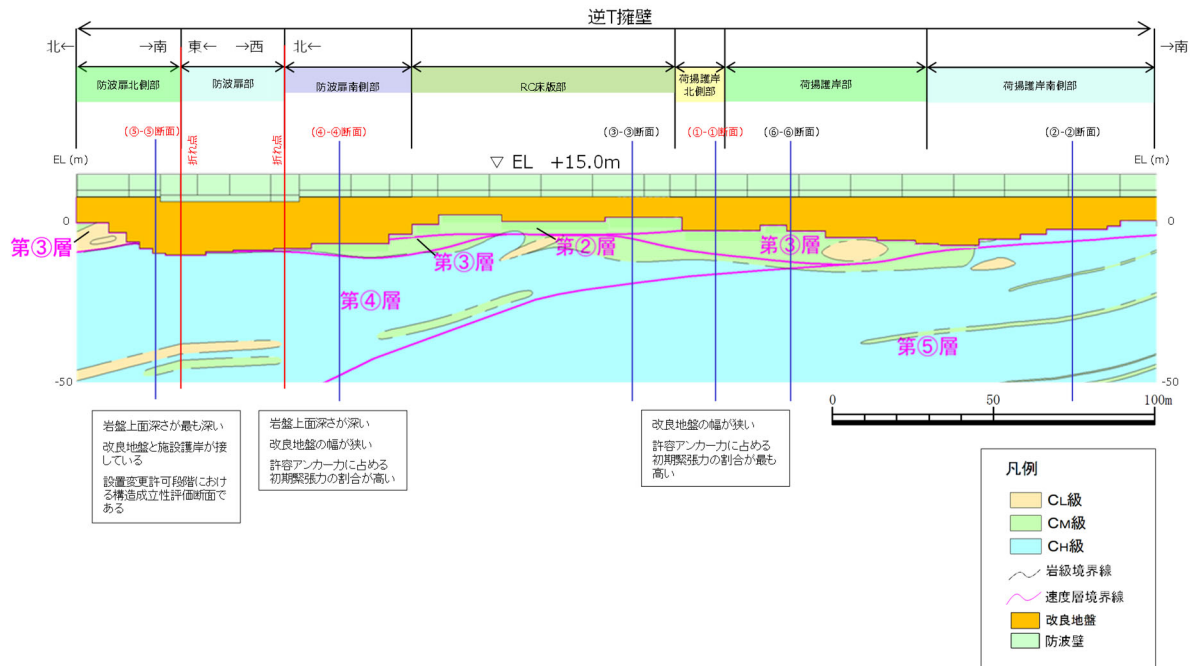 逆T擁壁
北←
→南
東←
→西
北←
→南
防波扉北側部
防波扉部
防波扉南側部
RC床版部
荷揚護岸
北側部
荷揚護岸部
荷揚護岸南側部
(⑤-⑤断面)
折れ点
折れ点
(④-④断面)
(③-③断面)
(①-①断面)
(⑥-⑥断面)
(②-②断面)
EL (m)
▽ EL +15.0m
EL (m)
0
0
第③層
第③層
第②層
第③層
第④層
第⑤層
-50
-50
岩盤上面深さが最も深い
改良地盤と施設護岸が接
している
設置変更許可段階における
構造成立性評価断面で
ある
岩盤上面深さが深い
改良地盤の幅が狭い
許容アンカー力に占める
初期緊張力の割合が高い
改良地盤の幅が狭い
許容アンカー力に占める
初期緊張力の割合が最も
高い
0
50
100m
凡例
CL級
CM級
CH級
岩級境界線
速度層境界線
改良地盤
防波壁